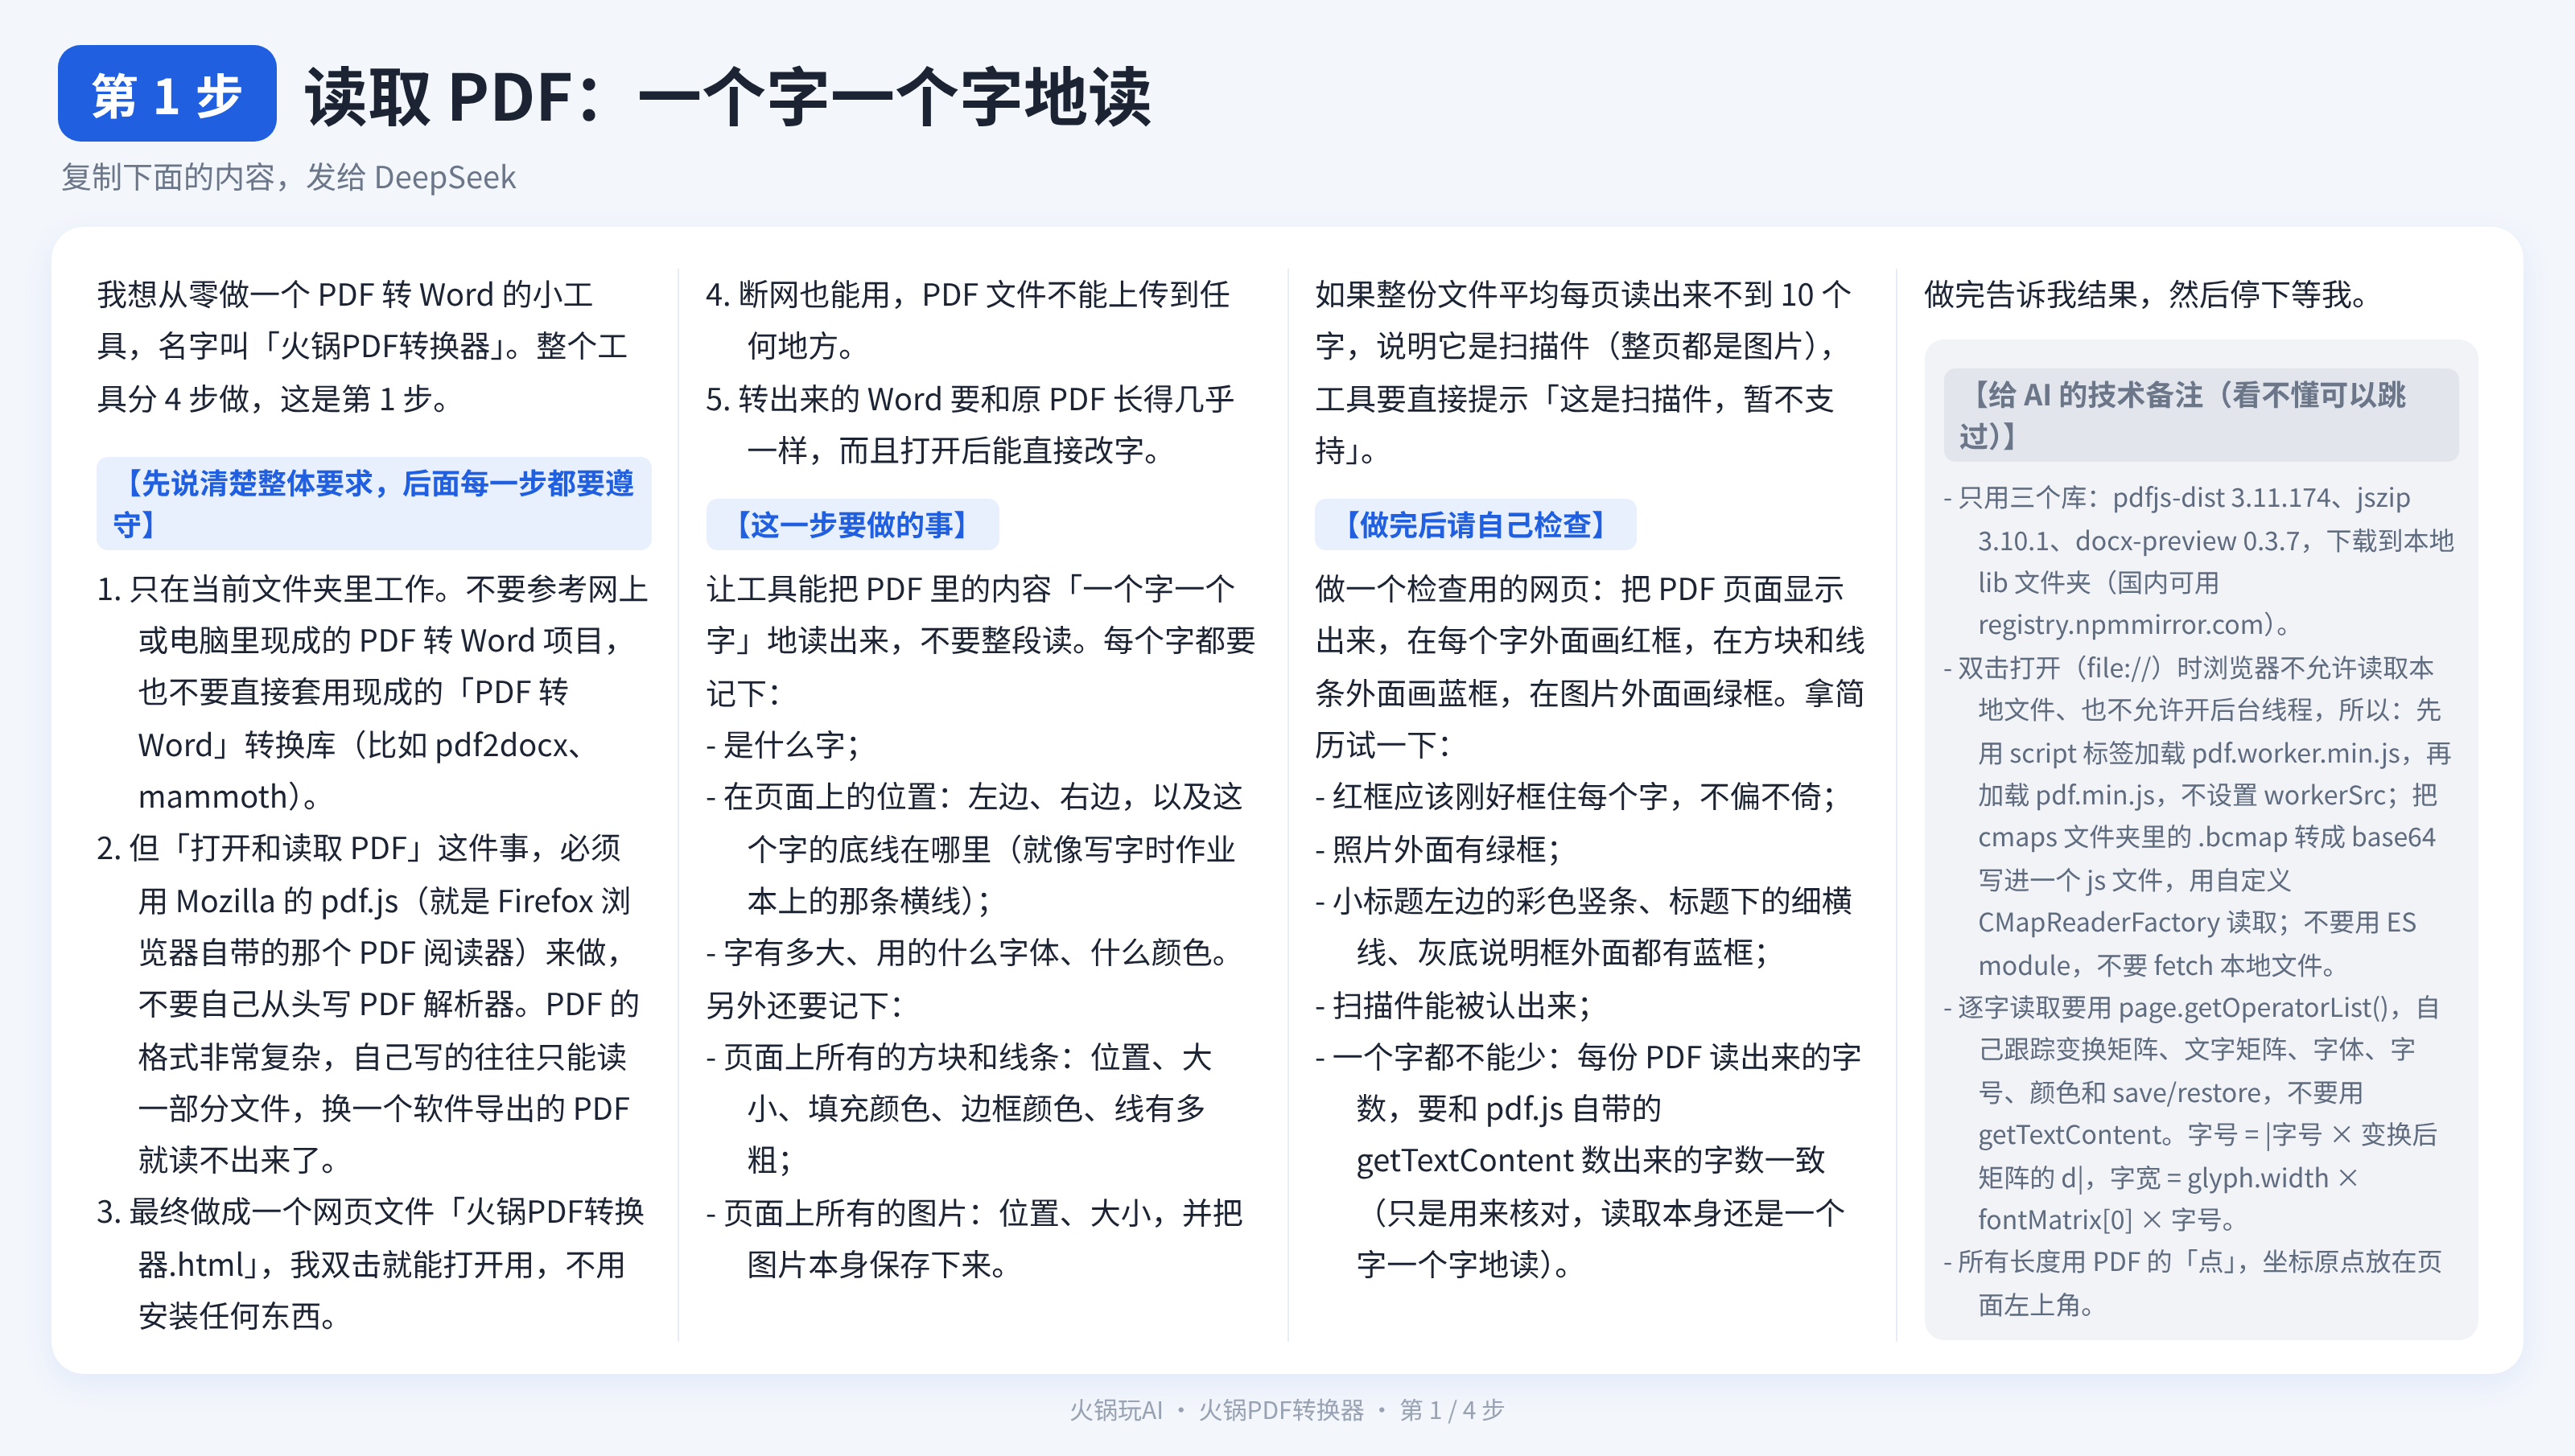 第 1 步
读取 PDF：一个字一个字地读
复制下面的内容，发给 DeepSeek
我想从零做一个 PDF 转 Word 的小工
具，名字叫「火锅PDF转换器」。整个工
具分 4 步做，这是第 1 步。
【先说清楚整体要求，后面每一步都要遵
守】
1. 只在当前文件夹里工作。不要参考网上
或电脑里现成的 PDF 转 Word 项目，
也不要直接套用现成的「PDF 转
Word」转换库（比如 pdf2docx、
mammoth）。
2. 但「打开和读取 PDF」这件事，必须
用 Mozilla 的 pdf.js（就是 Firefox 浏
览器自带的那个 PDF 阅读器）来做，
不要自己从头写 PDF 解析器。PDF 的
格式非常复杂，自己写的往往只能读
一部分文件，换一个软件导出的 PDF
就读不出来了。
3. 最终做成一个网页文件「火锅PDF转换
器.html」，我双击就能打开用，不用
安装任何东西。
4. 断网也能用，PDF 文件不能上传到任
何地方。
5. 转出来的 Word 要和原 PDF 长得几乎
一样，而且打开后能直接改字。
【这一步要做的事】
让工具能把 PDF 里的内容「一个字一个
字」地读出来，不要整段读。每个字都要
记下：
- 是什么字；
- 在页面上的位置：左边、右边，以及这
个字的底线在哪里（就像写字时作业
本上的那条横线）；
- 字有多大、用的什么字体、什么颜色。
另外还要记下：
- 页面上所有的方块和线条：位置、大
小、填充颜色、边框颜色、线有多
粗；
- 页面上所有的图片：位置、大小，并把
图片本身保存下来。
如果整份文件平均每页读出来不到 10 个
字，说明它是扫描件（整页都是图片），
工具要直接提示「这是扫描件，暂不支
持」。
【做完后请自己检查】
做一个检查用的网页：把 PDF 页面显示
出来，在每个字外面画红框，在方块和线
条外面画蓝框，在图片外面画绿框。拿简
历试一下：
- 红框应该刚好框住每个字，不偏不倚；
- 照片外面有绿框；
- 小标题左边的彩色竖条、标题下的细横
线、灰底说明框外面都有蓝框；
- 扫描件能被认出来；
- 一个字都不能少：每份 PDF 读出来的字
数，要和 pdf.js 自带的
getTextContent 数出来的字数一致
（只是用来核对，读取本身还是一个
字一个字地读）。
做完告诉我结果，然后停下等我。
【给 AI 的技术备注（看不懂可以跳
过）】
- 只用三个库：pdfjs-dist 3.11.174、jszip
3.10.1、docx-preview 0.3.7，下载到本地
lib 文件夹（国内可用
registry.npmmirror.com）。
- 双击打开（file://）时浏览器不允许读取本
地文件、也不允许开后台线程，所以：先
用 script 标签加载 pdf.worker.min.js，再
加载 pdf.min.js，不设置 workerSrc；把
cmaps 文件夹里的 .bcmap 转成 base64
写进一个 js 文件，用自定义
CMapReaderFactory 读取；不要用 ES
module，不要 fetch 本地文件。
- 逐字读取要用 page.getOperatorList()，自
己跟踪变换矩阵、文字矩阵、字体、字
号、颜色和 save/restore，不要用
getTextContent。字号 = |字号 × 变换后
矩阵的 d|，字宽 = glyph.width ×
fontMatrix[0] × 字号。
- 所有长度用 PDF 的「点」，坐标原点放在页
面左上角。
火锅玩AI · 火锅PDF转换器 · 第 1 / 4 步